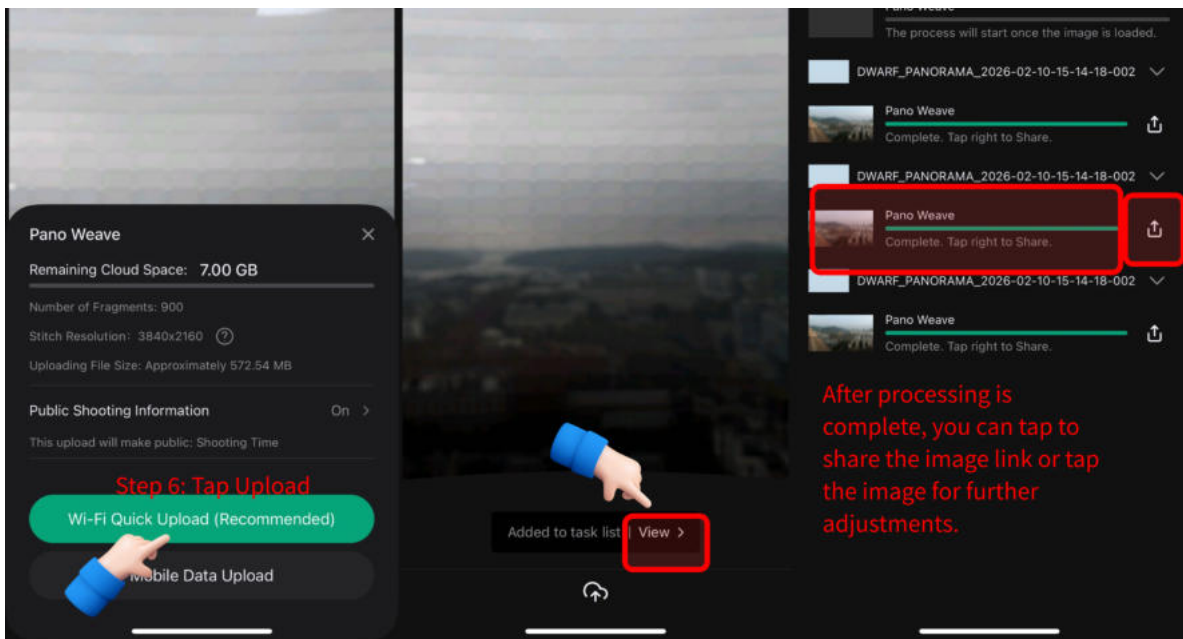 Pano Weave
Remaining Cloud Space: 7.00 GB
Number of Fragments: 900
Stitch Resolution: 3840x2160 ?
Uploading File Size: Approximately 572.54 MB
Public Shooting Information On >
This upload will make public: Shooting Time
Step 6: Tap Upload
Wi-Fi Quick Upload (Recommended)
Mobile Data Upload
Added to task list | View >
Pano Weave
The process will start once the image is loaded.
DWARF_PANORAMA_2026-02-10-15-14-18-002
Pano Weave
Complete. Tap right to Share.
DWARF_PANORAMA_2026-02-10-15-14-18-002
Pano Weave
Complete. Tap right to Share.
DWARF_PANORAMA_2026-02-10-15-14-18-002
Pano Weave
Complete. Tap right to Share.
After processing is
complete, you can tap to
share the image link or tap
the image for further
adjustments.